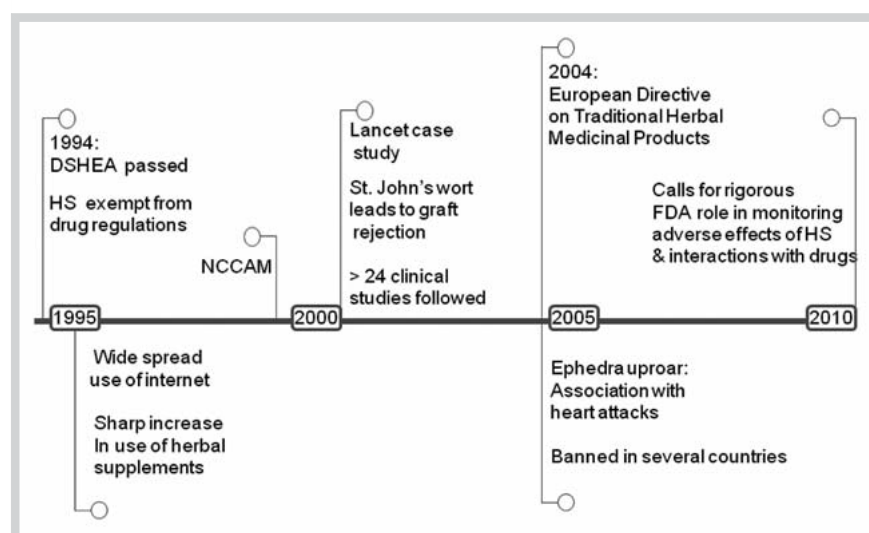 1994:
DSHEA passed
HS exempt from
drug regulations
NCCAM
Lancet case
study
St. John's wort
leads to graft
rejection
> 24 clinical
studies followed
2004:
European Directive
on Traditional Herbal
Medicinal Products
Calls for rigorous
FDA role in monitoring
adverse effects of HS
& interactions with drugs
1995
2000
2005
2010
Wide spread
use of internet
Sharp increase
In use of herbal
supplements
Ephedra uproar:
Association with
heart attacks
Banned in several countries